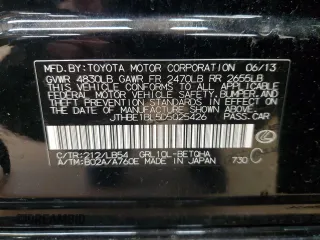 MFD.BY: TOYOTA MOTOR CORPORATION 06/13
GVWR 4830LB GAWR FR 2470LB RR 2655LB
THIS VEHICLE CONFORMS TO ALL APPLICABLE
FEDERAL MOTOR VEHICLE SAFETY, BUMPER, AND
THEFT PREVENTION STANDARDS IN EFFECT ON
THE DATE OF MANUFACTURE SHOWN ABOVE.
JTHBE1BL5D5025426 PASS.CAR
C/TR:212/LB54 GRL10L-BETQHA
A/TM:B02A/A760E MADE IN JAPAN 730 C